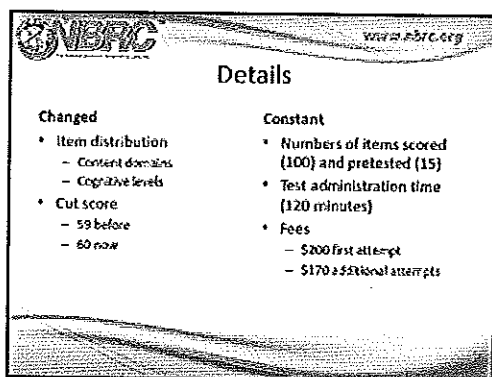 NBRC
www.nbrc.org
Details
Changed
• Item distribution
– Content domains
– Cognitive levels
• Cut score
– 59 before
– 60 now
Constant
• Numbers of items scored
(100) and pretested (15)
• Test administration time
(120 minutes)
• Fees
– $200 first attempt
– $170 additional attempts